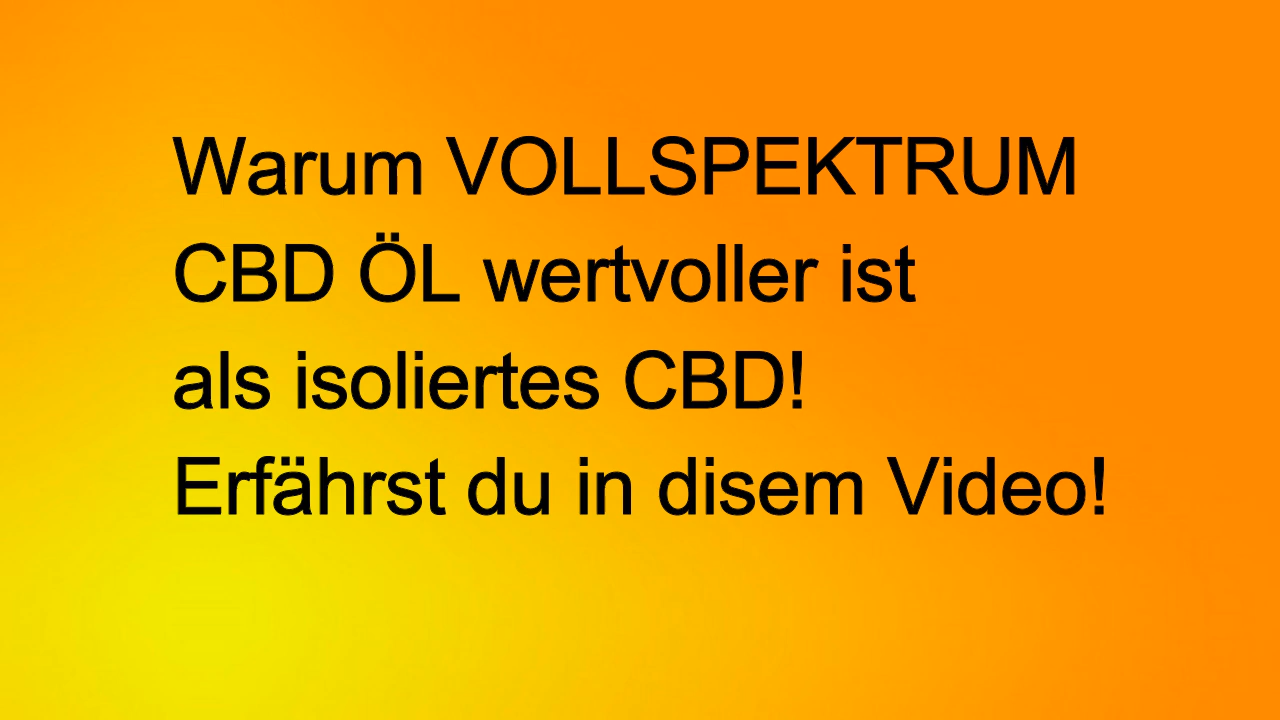 Warum VOLLSPEKTRUM
CBD ÖL wertvoller ist
als isoliertes CBD!
Erfährst du in disem Video!